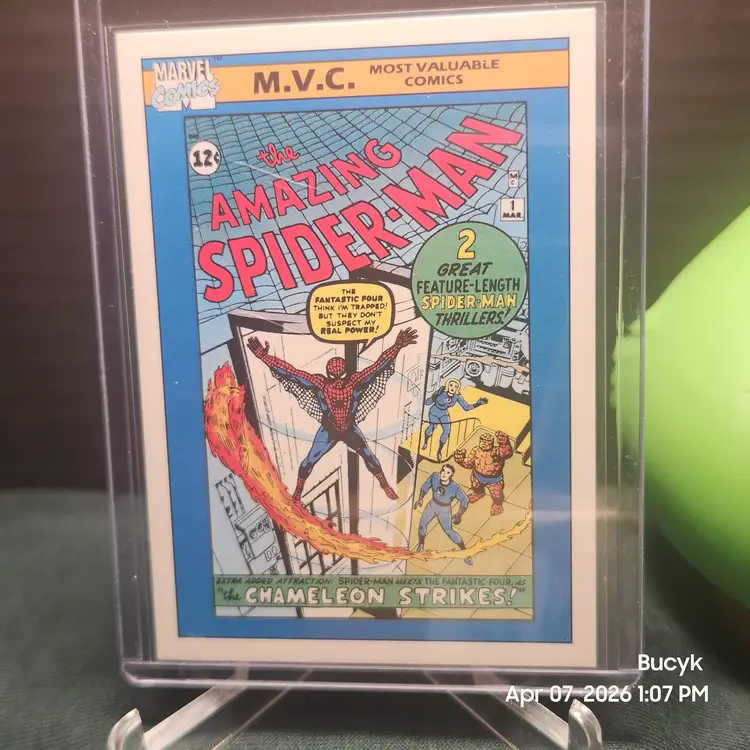 MARVEL
COMICS
M.V.C.
MOST VALUABLE
COMICS
IND.
12¢
the
AMAZING
SPIDER-MAN
M
C
1
MAR.
2
GREAT
FEATURE-LENGTH
SPIDER-MAN
THRILLERS!
THE
FANTASTIC FOUR
THINK I'M TRAPPED!
BUT THEY DON'T
SUSPECT MY
REAL POWER!
EXTRA ADDED ATTRACTION: SPIDER-MAN MEETS THE FANTASTIC FOUR, AS
"the CHAMELEON STRIKES!"
Bucyk
Apr 07, 2026 1:07 PM